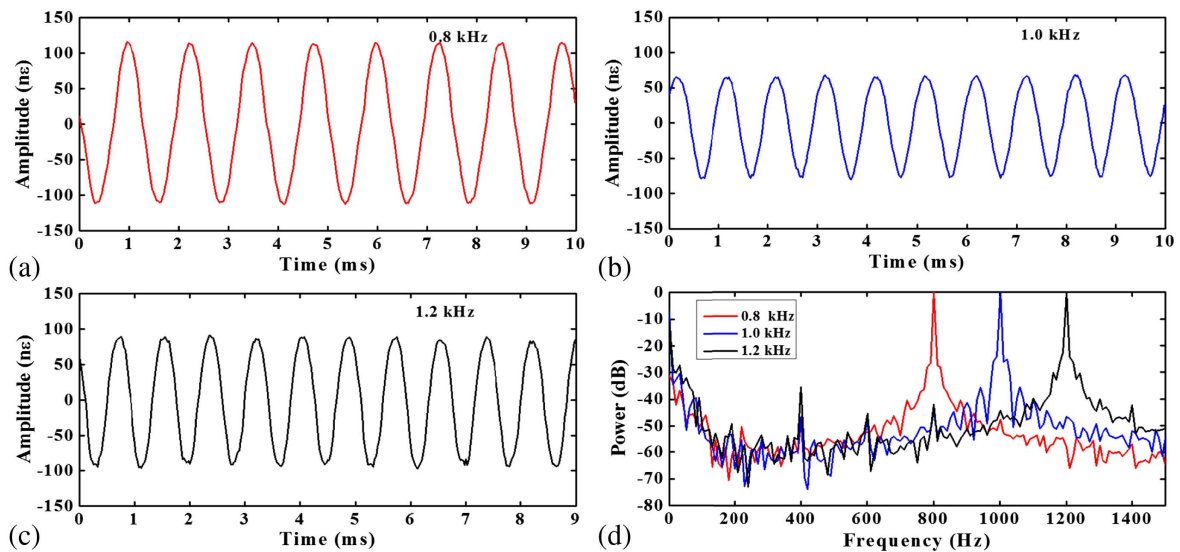 150
100
50
0
-50
-100
-150
Amplitude (nε)
0.8 kHz
0 1 2 3 4 5 6 7 8 9 10
Time (ms)
(a)
150
100
50
0
-50
-100
-150
Amplitude (nε)
1.0 kHz
0 1 2 3 4 5 6 7 8 9 10
Time (ms)
(b)
150
100
50
0
-50
-100
-150
Amplitude (nε)
1.2 kHz
0 1 2 3 4 5 6 7 8 9
Time (ms)
(c)
0
-10
-20
-30
-40
-50
-60
-70
-80
Power (dB)
0.8 kHz
1.0 kHz
1.2 kHz
0 200 400 600 800 1000 1200 1400
Frequency (Hz)
(d)